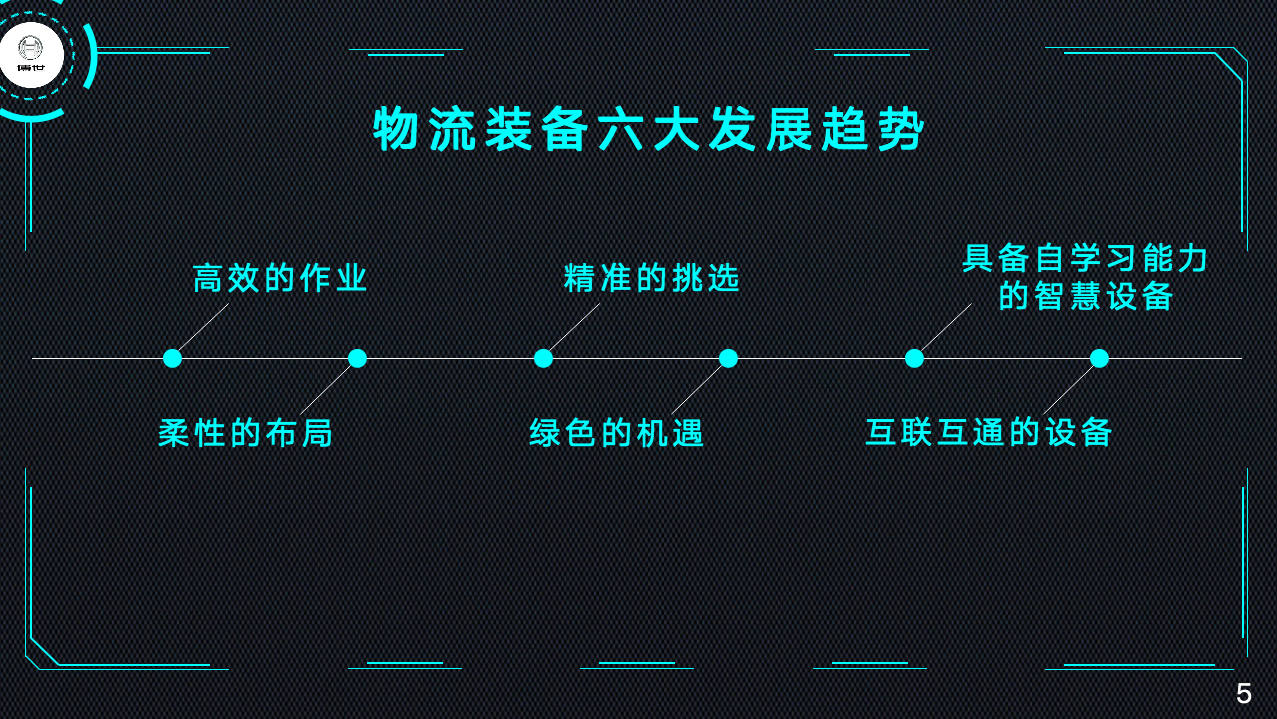 儒世
物流装备六大发展趋势
高效的作业
精准的挑选
具备自学习能力
的智慧设备
柔性的布局
绿色的机遇
互联互通的设备
5